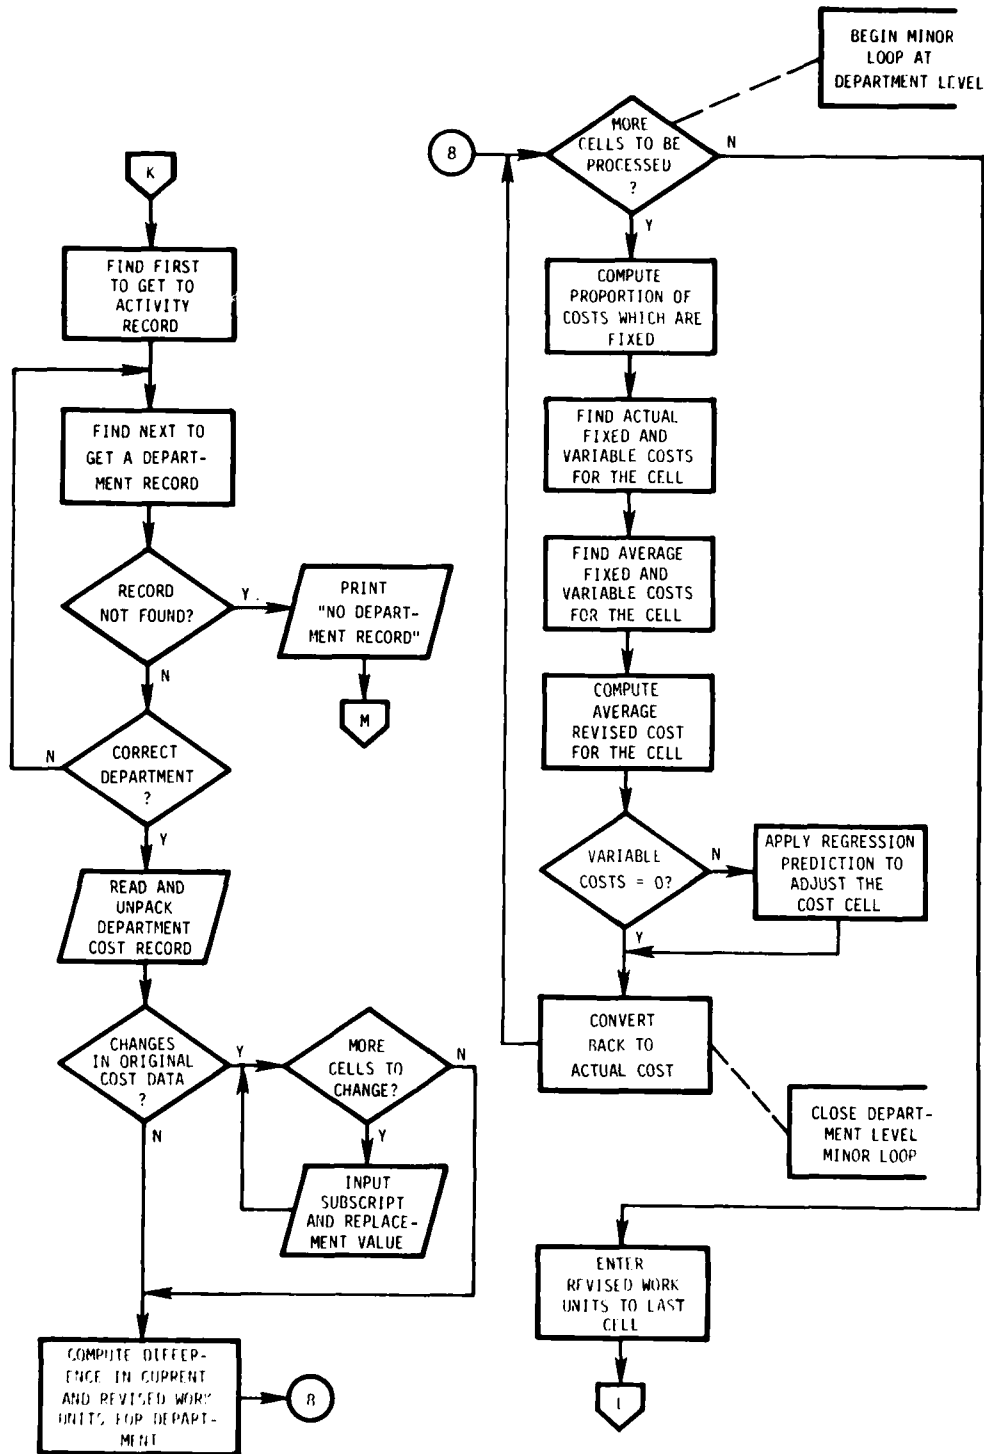 K
FIND FIRST
TO GET TO
ACTIVITY
RECORD
FIND NEXT TO
GET A DEPART-
MENT RECORD
RECORD
NOT FOUND?
Y
PRINT
"NO DEPART-
MENT RECORD"
M
N
CORRECT
DEPARTMENT
?
N
Y
READ AND
UNPACK
DEPARTMENT
COST RECORD
CHANGES
IN ORIGINAL
COST DATA
?
Y
N
MORE
CELLS TO
CHANGE?
N
Y
INPUT
SUBSCRIPT
AND REPLACE-
MENT VALUE
COMPUTE DIFFER-
ENCE IN CURRENT
AND REVISED WORK
UNITS FOR DEPART-
MENT
8
BEGIN MINOR
LOOP AT
DEPARTMENT LEVEL
8
MORE
CELLS TO BE
PROCESSED
?
N
Y
COMPUTE
PROPORTION OF
COSTS WHICH ARE
FIXED
FIND ACTUAL
FIXED AND
VARIABLE COSTS
FOR THE CELL
FIND AVERAGE
FIXED AND
VARIABLE COSTS
FOR THE CELL
COMPUTE
AVERAGE
REVISED COST
FOR THE CELL
VARIABLE
COSTS = 0?
N
Y
APPLY REGRESSION
PREDICTION TO
ADJUST THE
COST CELL
CONVERT
BACK TO
ACTUAL COST
CLOSE DEPART-
MENT LEVEL
MINOR LOOP
ENTER
REVISED WORK
UNITS TO LAST
CELL